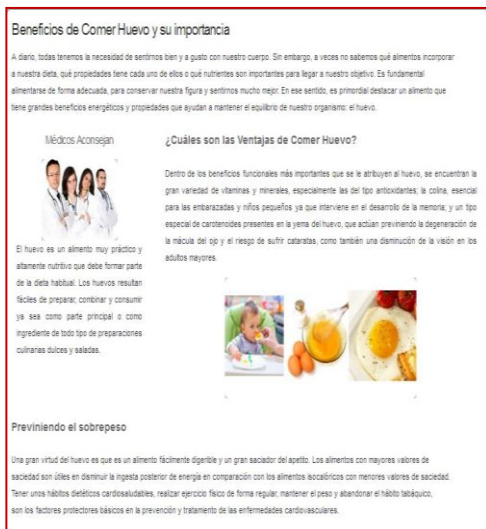 Beneficios de Comer Huevo y su importancia
A diario, todas tenemos la necesidad de sentirnos bien y a gusto con nuestro cuerpo. Sin embargo, a veces no sabemos qué alimentos incorporar
a nuestra dieta, qué propiedades tiene cada uno de ellos o qué nutrientes son importantes para llegar a nuestro objetivo. Es fundamental
alimentarse de forma adecuada, para conservar nuestra figura y sentirnos mucho mejor. En ese sentido, es primordial destacar un alimento que
tiene grandes beneficios energéticos y propiedades que ayudan a mantener el equilibrio de nuestro organismo: el huevo.
Médicos Aconsejan
El huevo es un alimento muy práctico y
altamente nutritivo que debe formar parte
de la dieta habitual. Los huevos resultan
fáciles de preparar, combinar y consumir
ya sea como parte principal o como
ingrediente de todo tipo de preparaciones
culinarias dulces y saladas.
¿Cuáles son las Ventajas de Comer Huevo?
Dentro de los beneficios funcionales más importantes que se le atribuyen al huevo, se encuentran la
gran variedad de vitaminas y minerales, especialmente las del tipo antioxidantes; la colina, esencial
para las embarazadas y niños pequeños ya que interviene en el desarrollo de la memoria; y un tipo
especial de carotenoides presentes en la yema del huevo, que actúan previniendo la degeneración de
la mácula del ojo y el riesgo de sufrir cataratas, como también una disminución de la visión en los
adultos mayores.
Previniendo el sobrepeso
Una gran virtud del huevo es que es un alimento fácilmente digerible y un gran saciador del apetito. Los alimentos con mayores valores de
saciedad son útiles en disminuir la ingesta posterior de energía en comparación con los alimentos isocalóricos con menores valores de saciedad.
Tener unos hábitos dietéticos cardiosaludables, realizar ejercicio físico de forma regular, mantener el peso y abandonar el hábito tabáquico,
son los factores protectores básicos en la prevención y tratamiento de las enfermedades cardiovasculares.